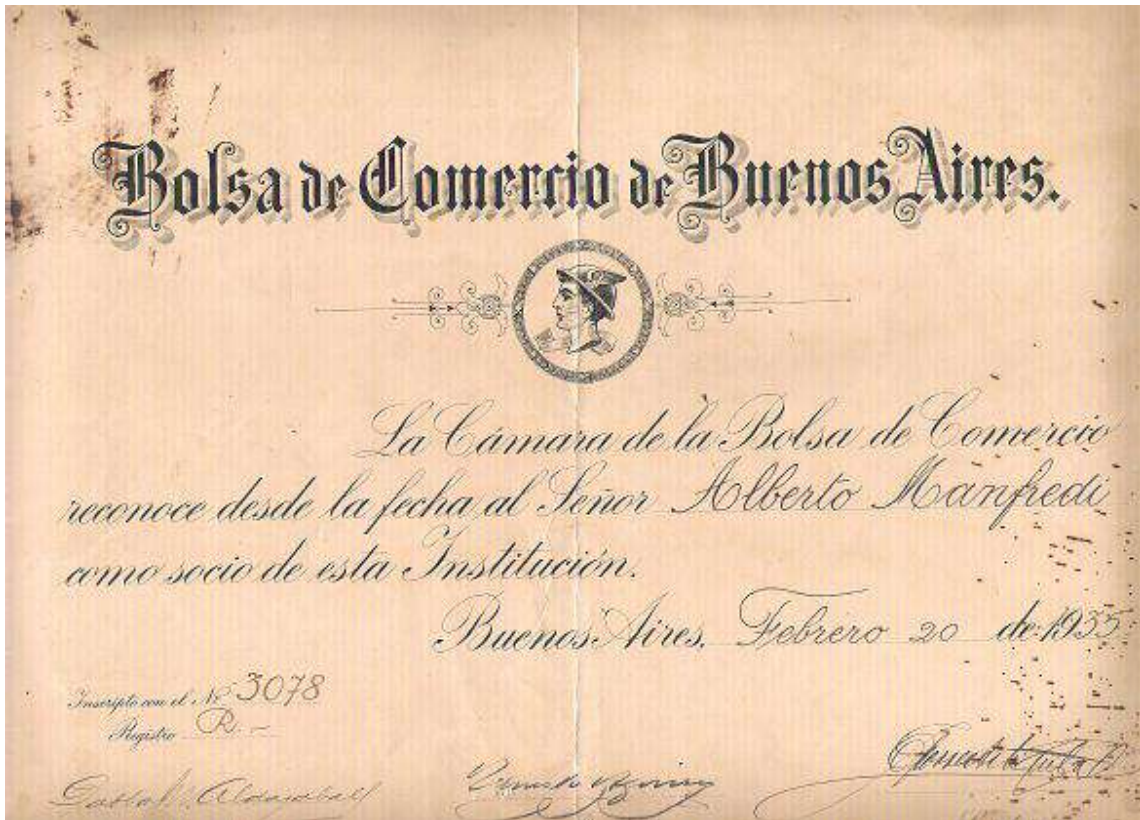 Bolsa de Comercio de Buenos Aires.
La Cámara de la Bolsa de Comercio
reconoce desde la fecha al Señor Alberto Manfredi
como socio de esta Institución.
Buenos Aires, Febrero 20 de 1935
Inscripto con el Nº 3078
Registro R.-